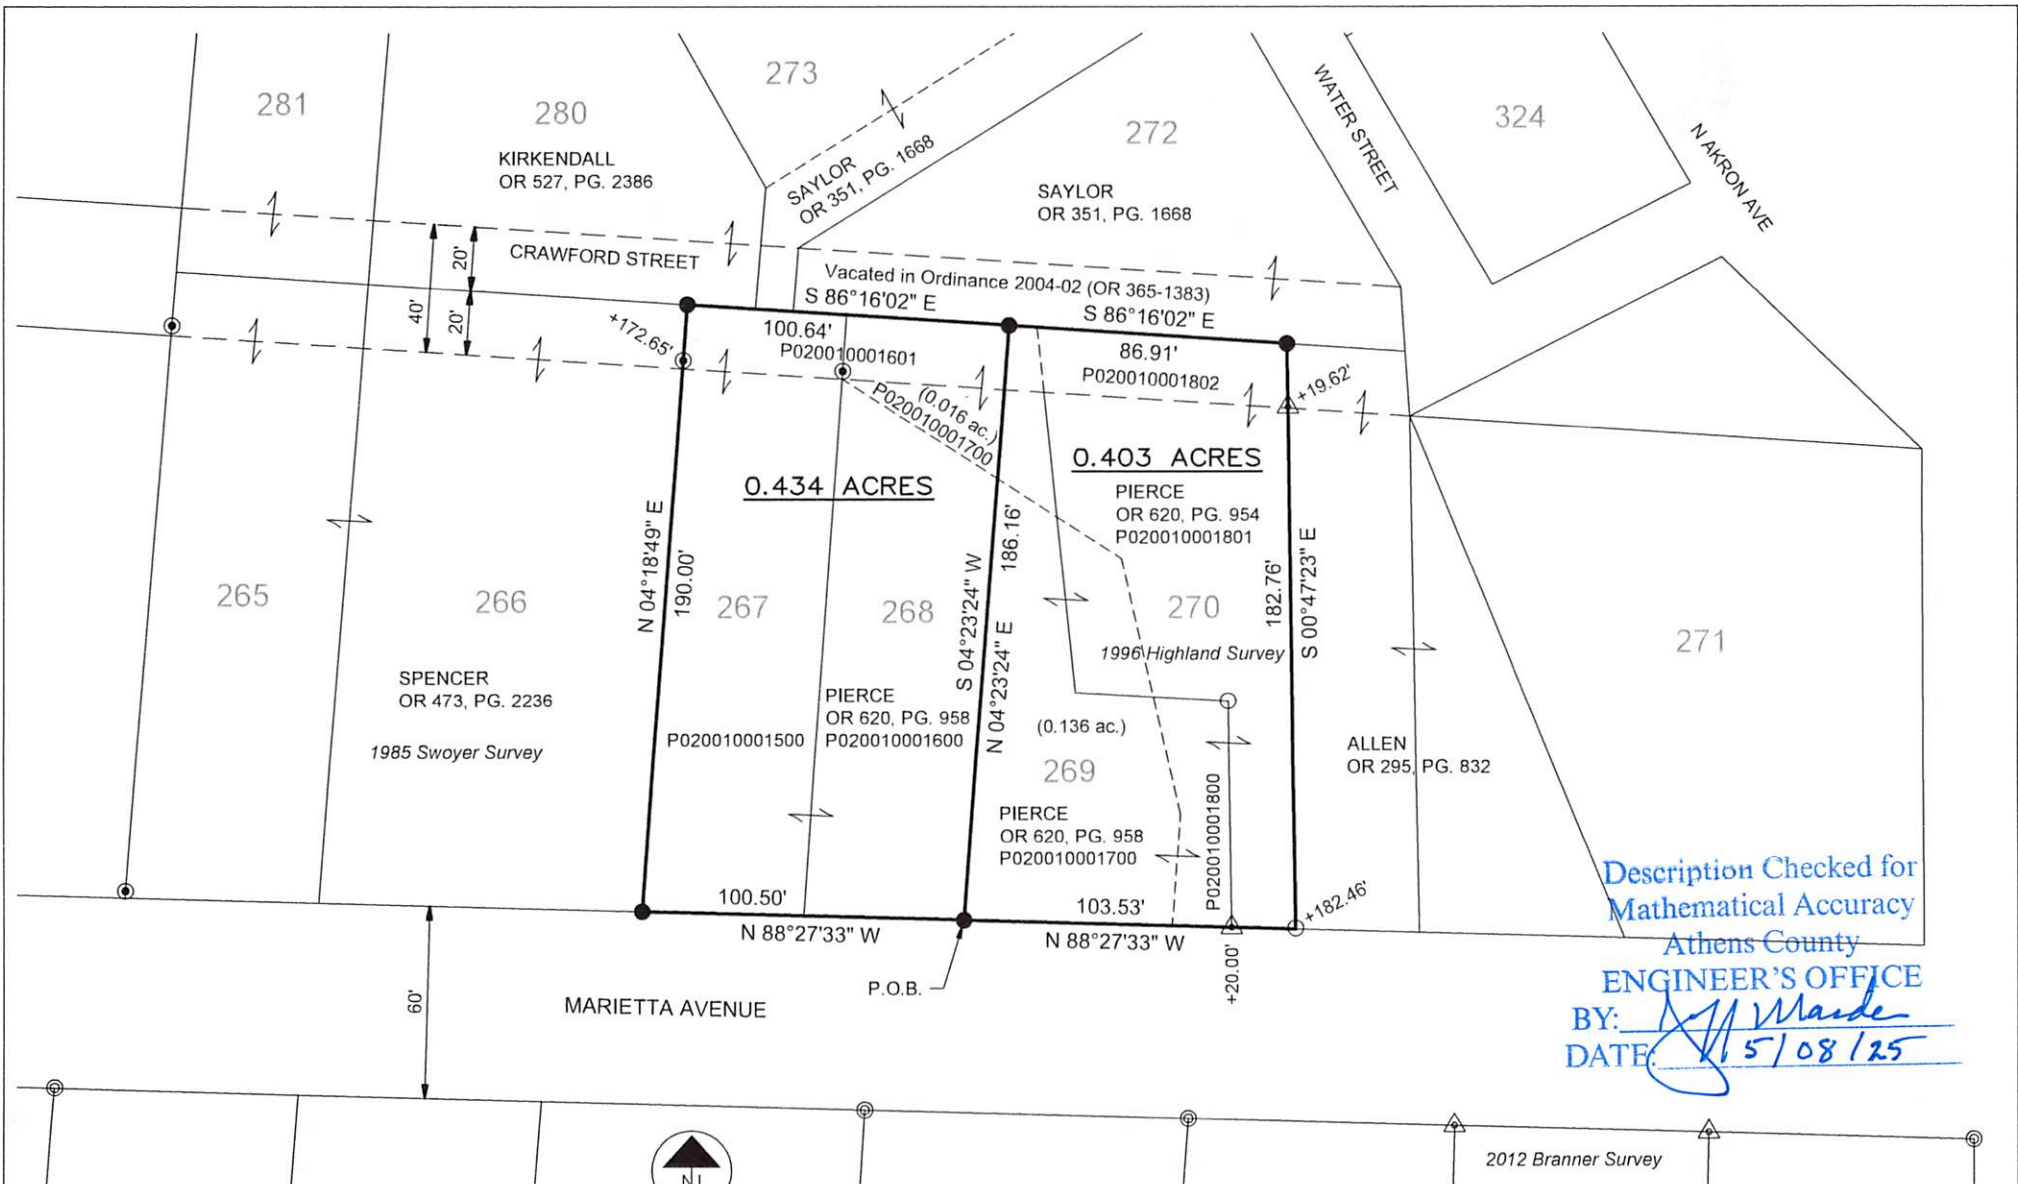 281
280
KIRKENDALL
OR 527, PG. 2386
273
SAYLOR
OR 351, PG. 1668
272
SAYLOR
OR 351, PG. 1668
WATER STREET
324
N AKRON AVE
20'
40'
20'
CRAWFORD STREET
Vacated in Ordinance 2004-02 (OR 365-1383)
S 86°16'02" E
S 86°16'02" E
+172.65'
100.64'
P020010001601
86.91'
P020010001802
+19.62'
(0.016 ac.)
P020010001700
0.434 ACRES
0.403 ACRES
PIERCE
OR 620, PG. 954
P020010001801
N 04°18'49" E
190.00'
186.16'
S 04°23'24" W
N 04°23'24" E
182.76'
S 00°47'23" E
265
266
267
268
270
271
1996 Highland Survey
SPENCER
OR 473, PG. 2236
1985 Swoyer Survey
P020010001500
PIERCE
OR 620, PG. 958
P020010001600
(0.136 ac.)
269
PIERCE
OR 620, PG. 958
P020010001700
P020010001800
ALLEN
OR 295, PG. 832
100.50'
N 88°27'33" W
103.53'
N 88°27'33" W
+182.46'
+20.00'
P.O.B.
60'
MARIETTA AVENUE
Description Checked for
Mathematical Accuracy
Athens County
ENGINEER'S OFFICE
BY:
DATE: 5/08/25
N
2012 Branner Survey